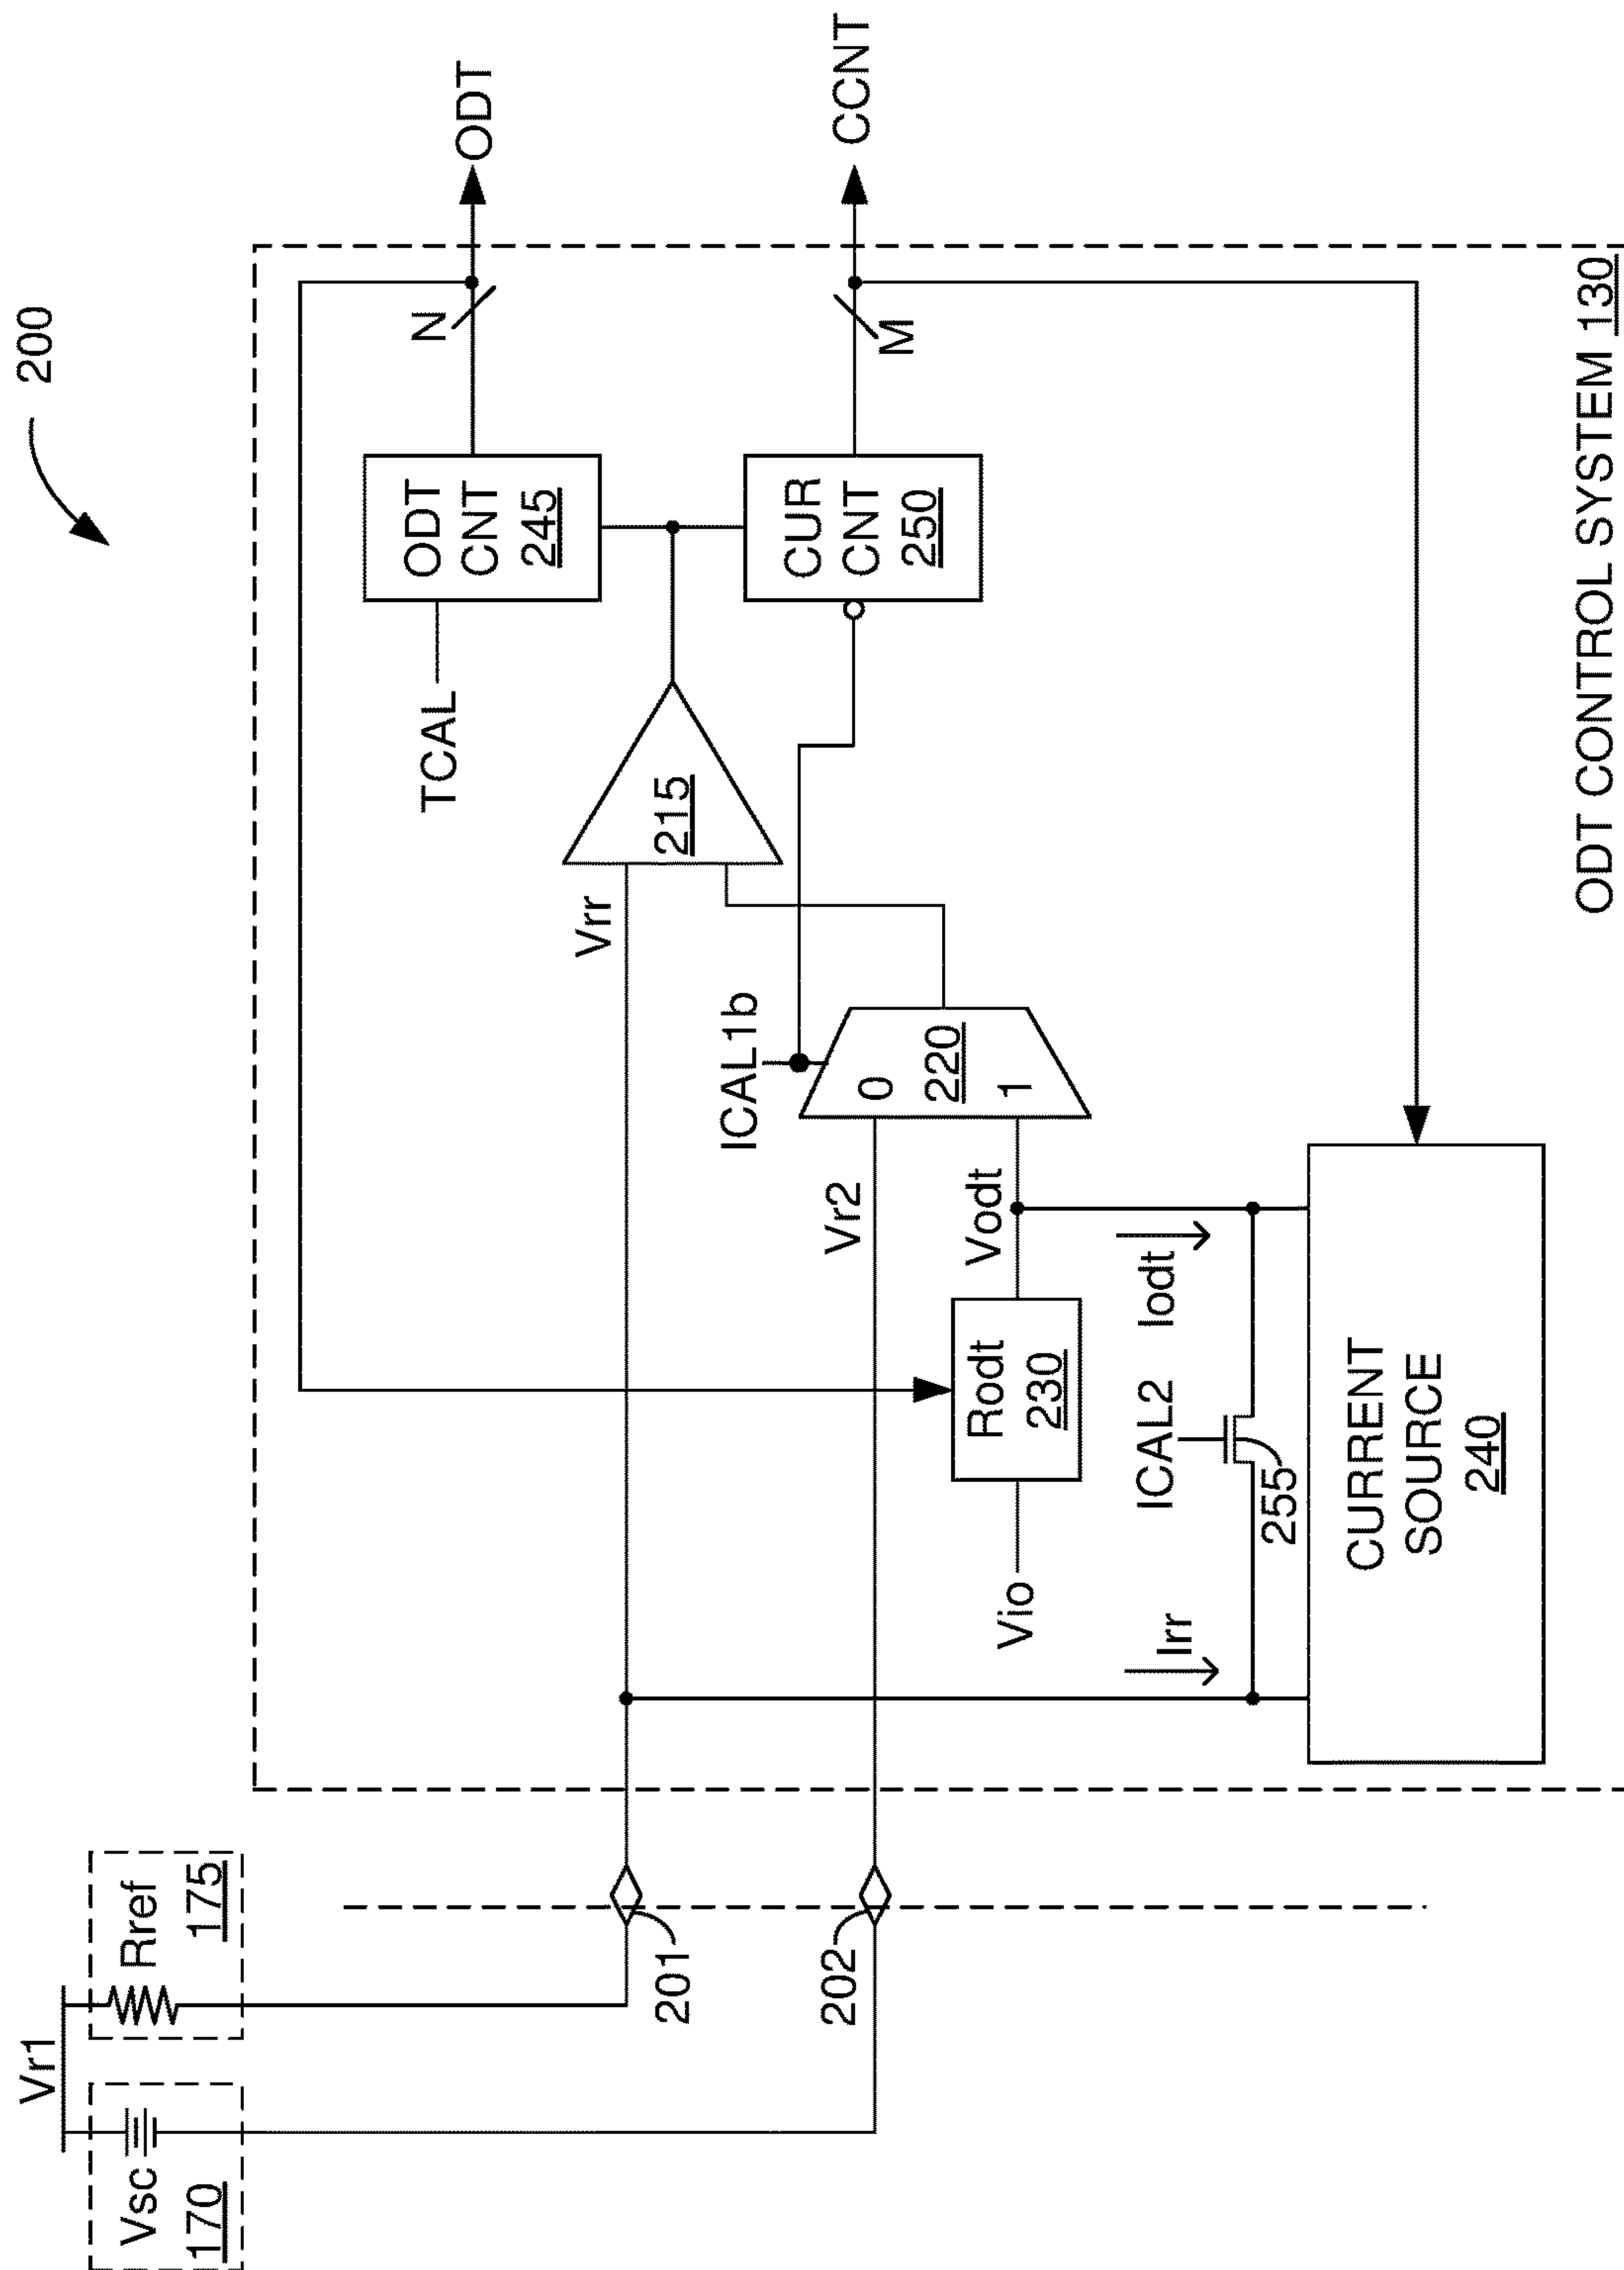 200
Vr1
Vsc
170
Rref
175
201
202
Vrr
Vr2
Vio
Rodt
230
Vodt
Irr
Iodt
ICAL2
255
CURRENT
SOURCE
240
ICAL1b
0
220
1
215
TCAL
ODT
CNT
245
CUR
CNT
250
N
M
ODT
CCNT
ODT CONTROL SYSTEM 130